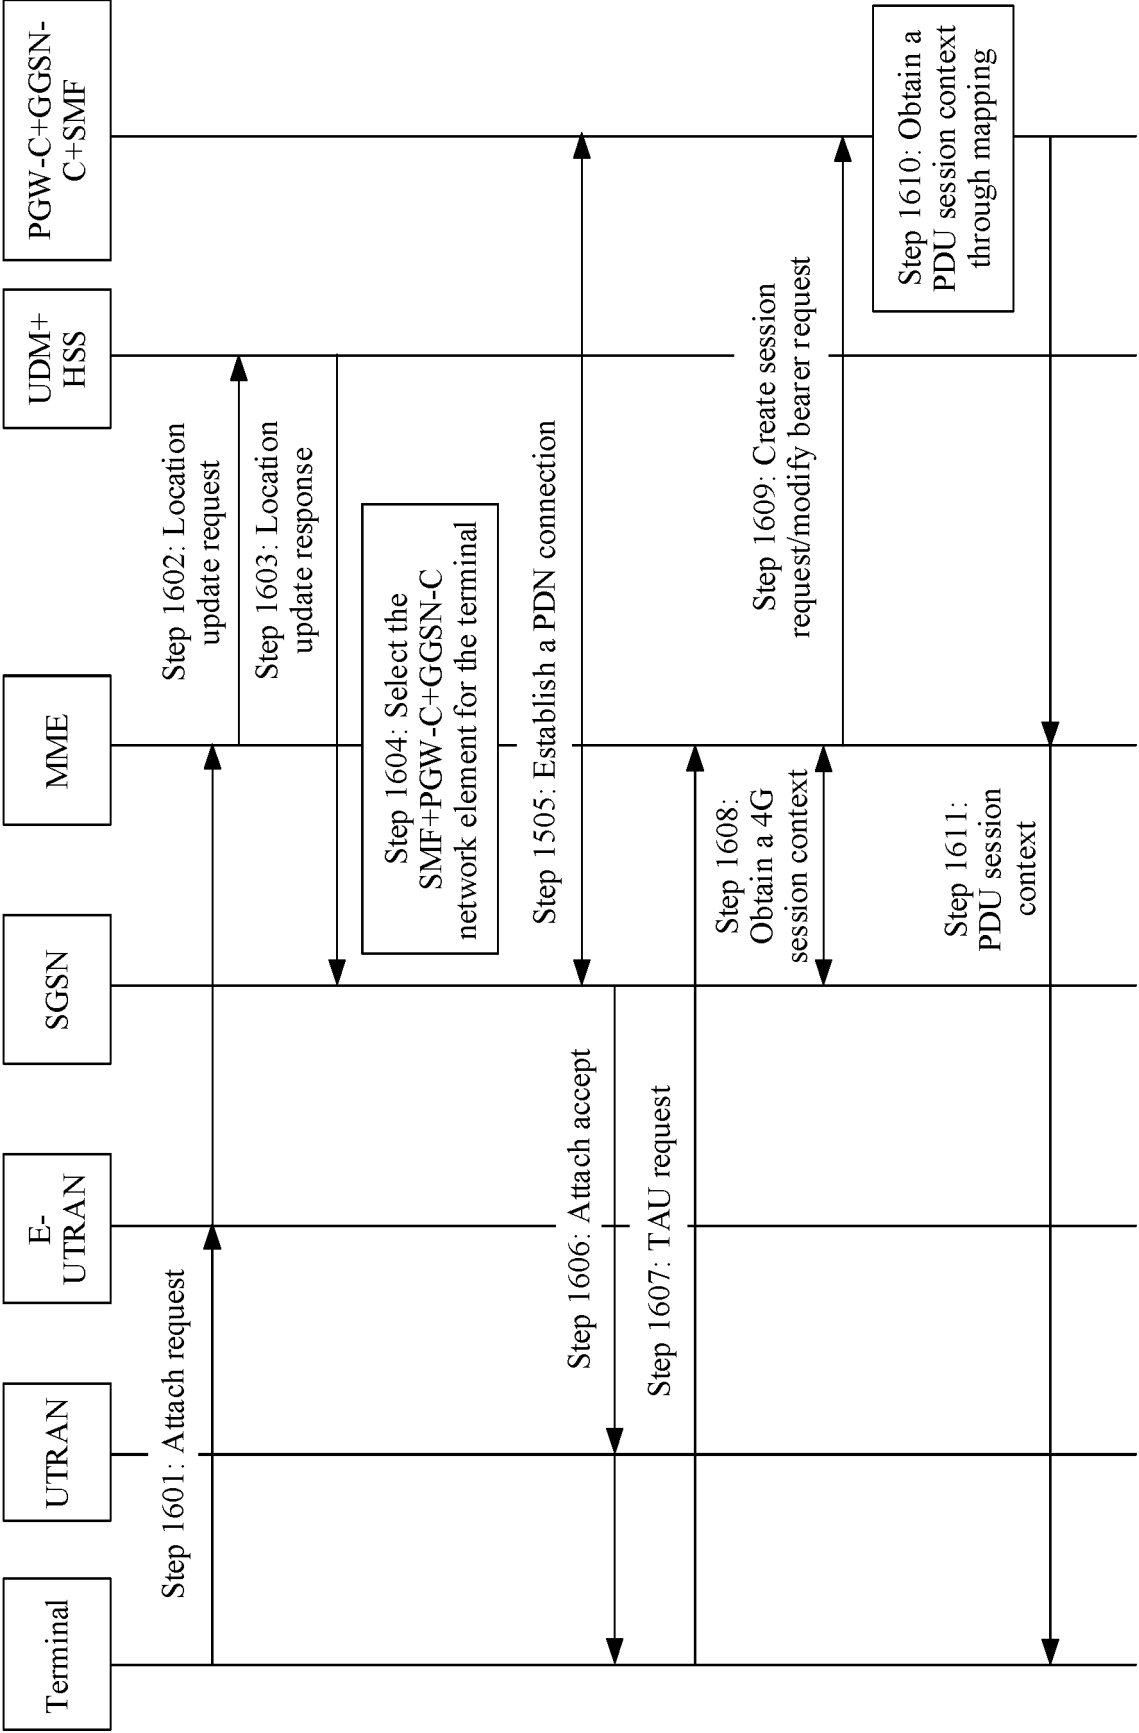 Terminal
UTRAN
E-
UTRAN
SGSN
MME
UDM+
HSS
PGW-C+GGSN-
C+SMF
Step 1601: Attach request
Step 1602: Location
update request
Step 1603: Location
update response
Step 1604: Select the
SMF+PGW-C+GGSN-C
network element for the terminal
Step 1505: Establish a PDN connection
Step 1606: Attach accept
Step 1607: TAU request
Step 1608:
Obtain a 4G
session context
Step 1609: Create session
request/modify bearer request
Step 1610: Obtain a
PDU session context
through mapping
Step 1611:
PDU session
context